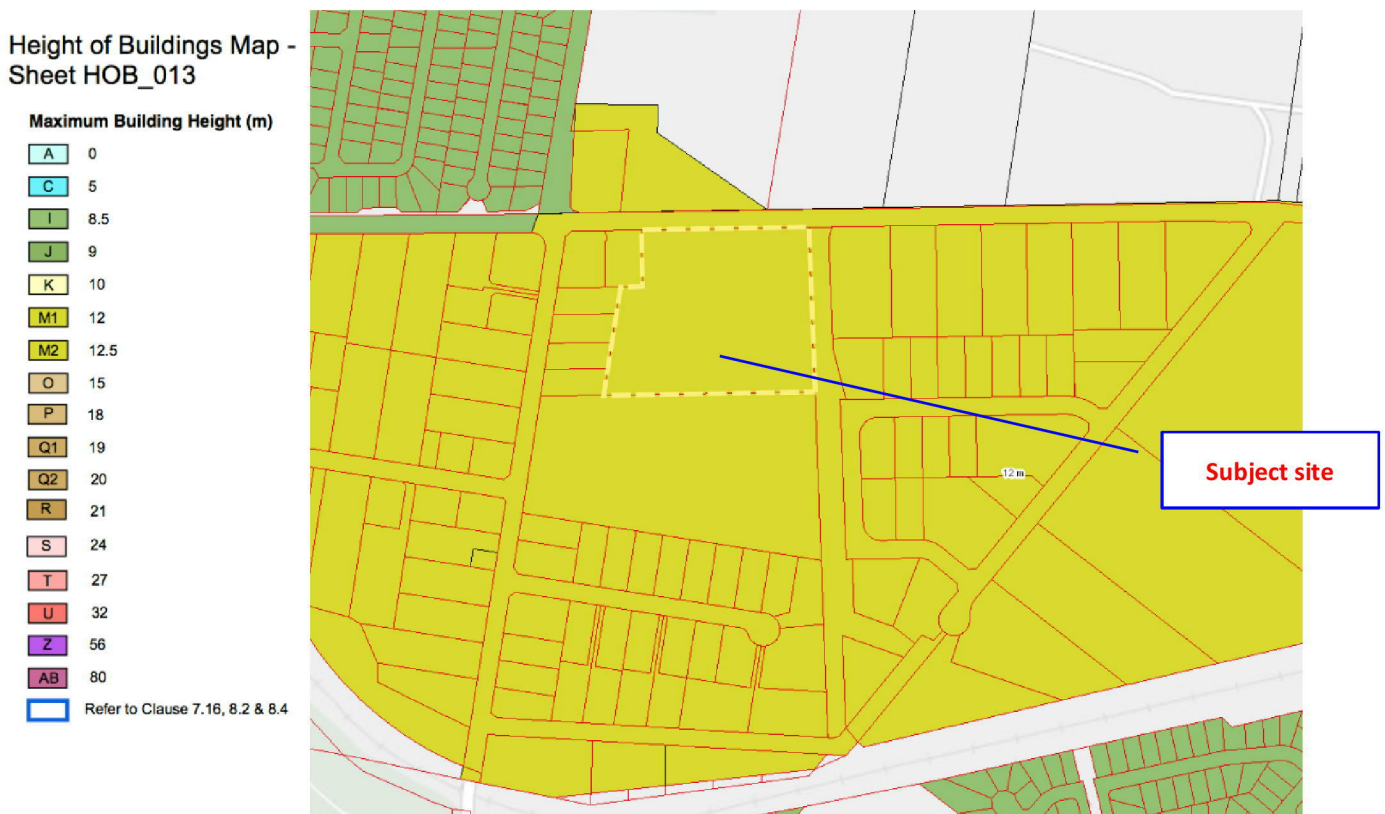 Height of Buildings Map -
Sheet HOB_013
Maximum Building Height (m)
A 0
C 5
I 8.5
J 9
K 10
M1 12
M2 12.5
O 15
P 18
Q1 19
Q2 20
R 21
S 24
T 27
U 32
Z 56
AB 80
Refer to Clause 7.16, 8.2 & 8.4
12 m
Subject site